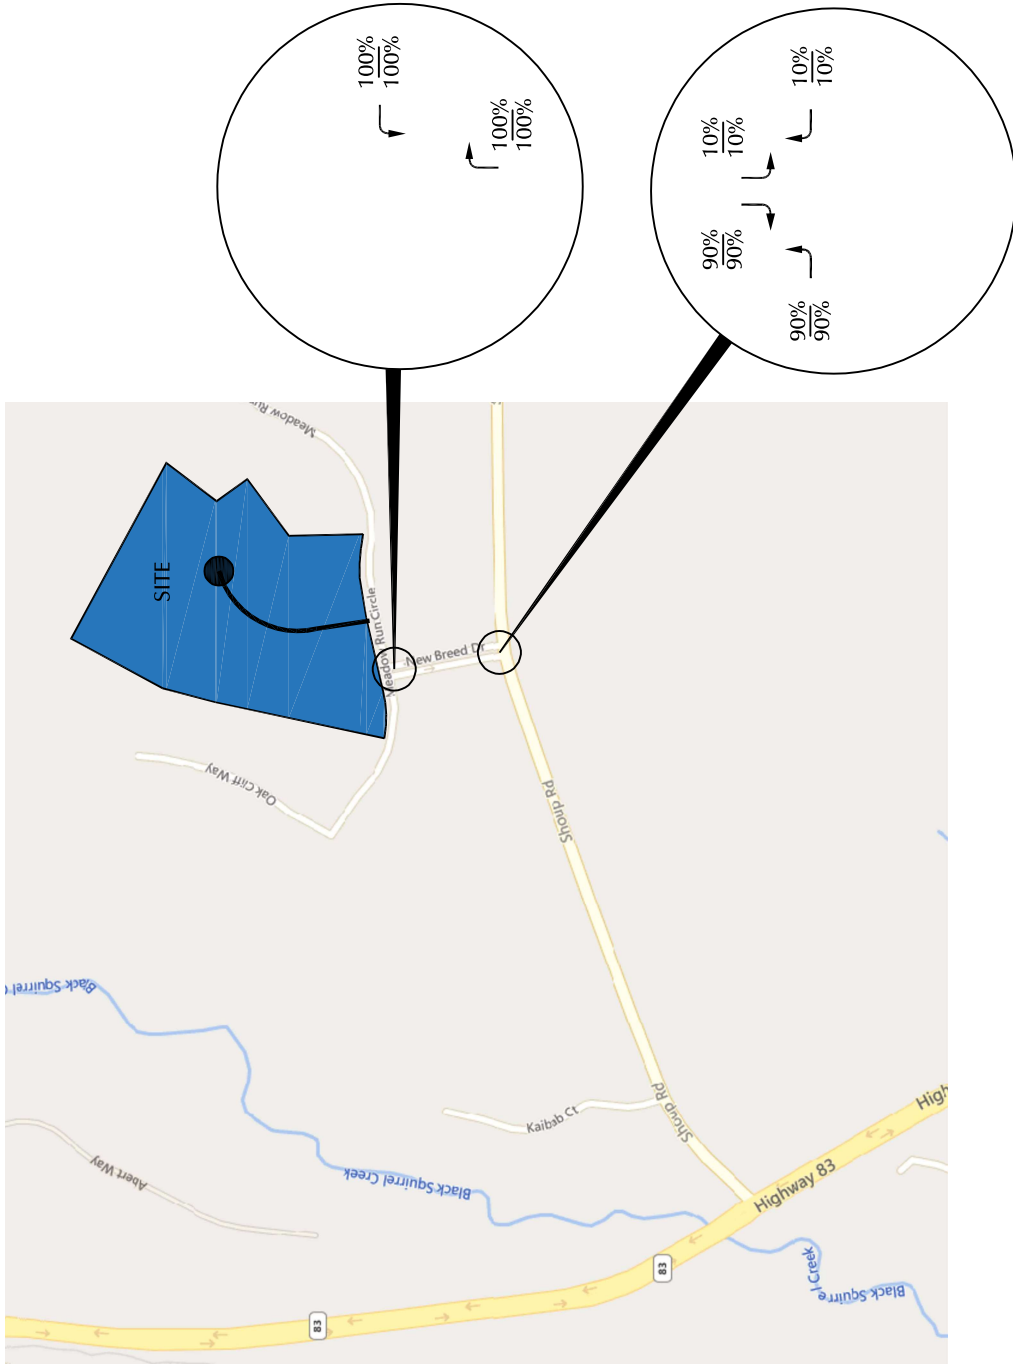 100%
100%
100%
100%
10%
10%
10%
10%
90%
90%
90%
90%
SITE
Meadow Ru
Meadow Run Circle
New Breed Dr
Oak Cliff Way
Shoup Rd
Shoup Rd
Kaibab Ct
Black Squirrel
Black Squirrel Creek
Abert Way
Highway 83
High
83
83
Black Squirre
l Creek